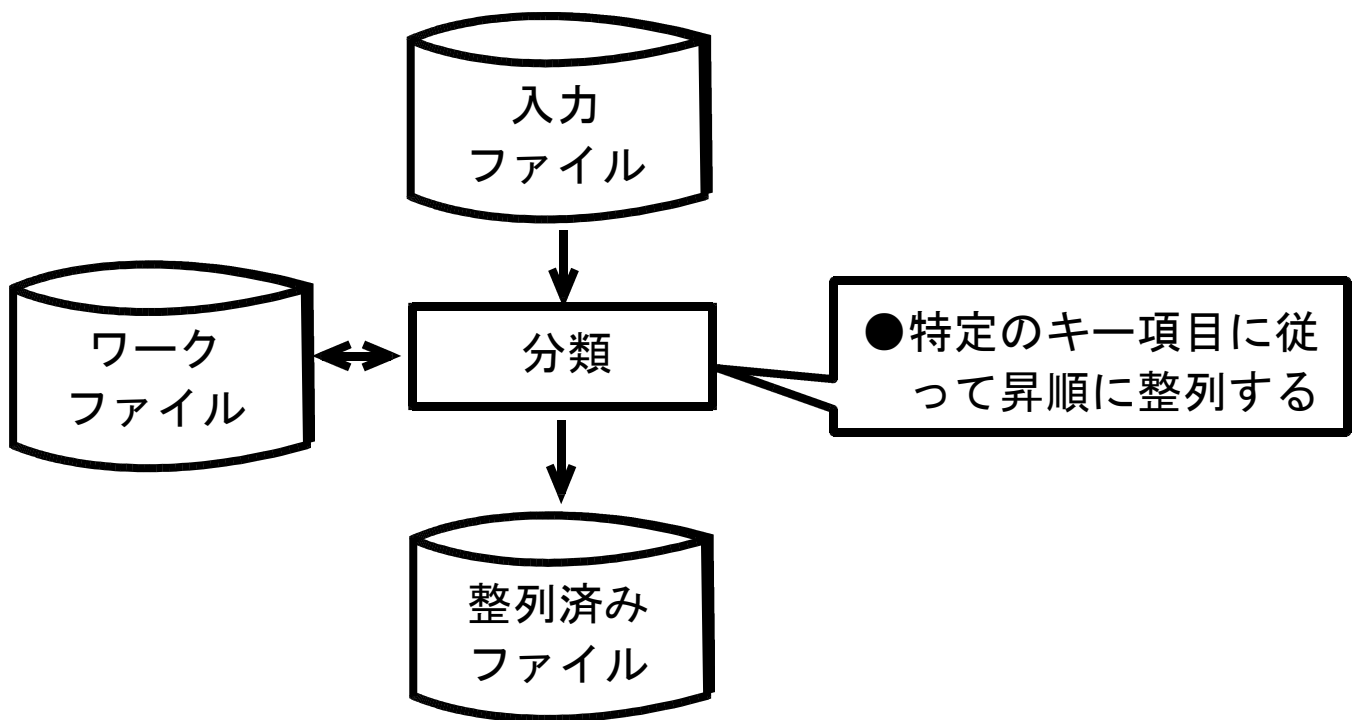 入力
ファイル
ワーク
ファイル
分類
●特定のキー項目に従
って昇順に整列する
整列済み
ファイル